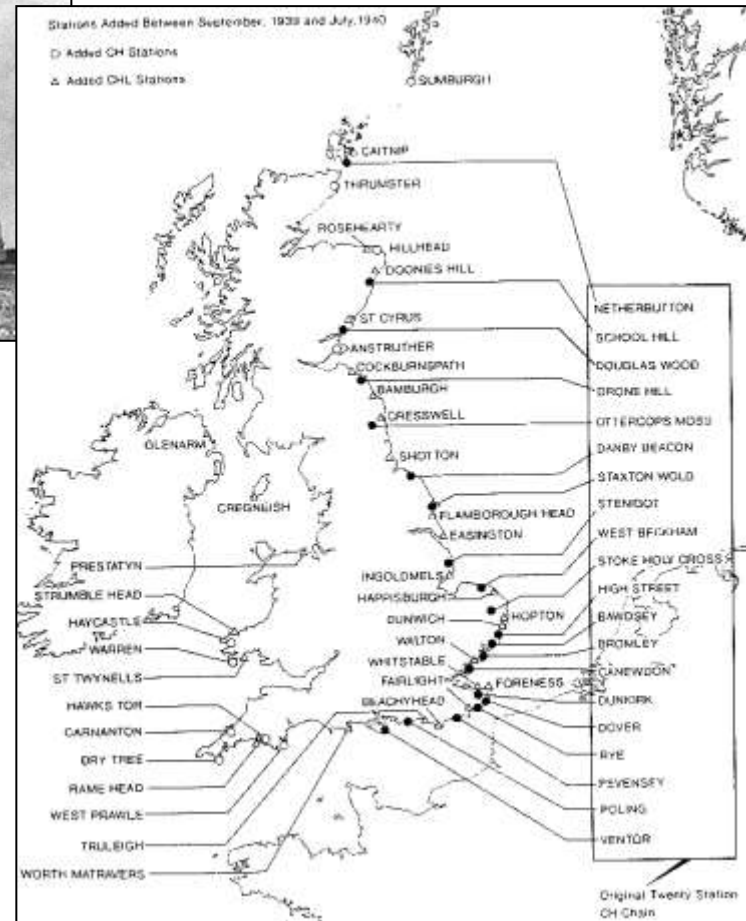 Stations Added Between September, 1939 and July, 1940
Added CH Stations
Added CHL Stations
SUMBURGH
CAITNIP
THRUMSTER
ROSEHEARTY
HILLHEAD
DOONIES HILL
NETHERBUTTON
SCHOOL HILL
ST CYRUS
ANSTRUTHER
DOUGLAS WOOD
COCKBURNSPATH
DRONE HILL
BAMBURGH
CRESSWELL
OTTERCOPS MOSS
GLENARM
SHOTTON
DANBY BEACON
STAXTON WOLD
CREGNEISH
FLAMBOROUGH HEAD
STENIGOT
EASINGTON
WEST BECKHAM
PRESTATYN
INGOLDMELS
STOKE HOLY CROSS
STRUMBLE HEAD
HAPPISBURGH
HIGH STREET
HAYCASTLE
DUNWICH
HOPTON
BAWDSEY
WARREN
WALTON
BROMLEY
ST TWYNELLS
WHITSTABLE
CANEWDON
HAWKS TOR
FAIRLIGHT
FORENESS
DUNKIRK
CARNANTON
BEACHYHEAD
DOVER
DRY TREE
RYE
RAME HEAD
PEVENSEY
WEST PRAWLE
POLING
TRULEIGH
VENTOR
WORTH MATRAVERS
Original Twenty Station
CH Chain